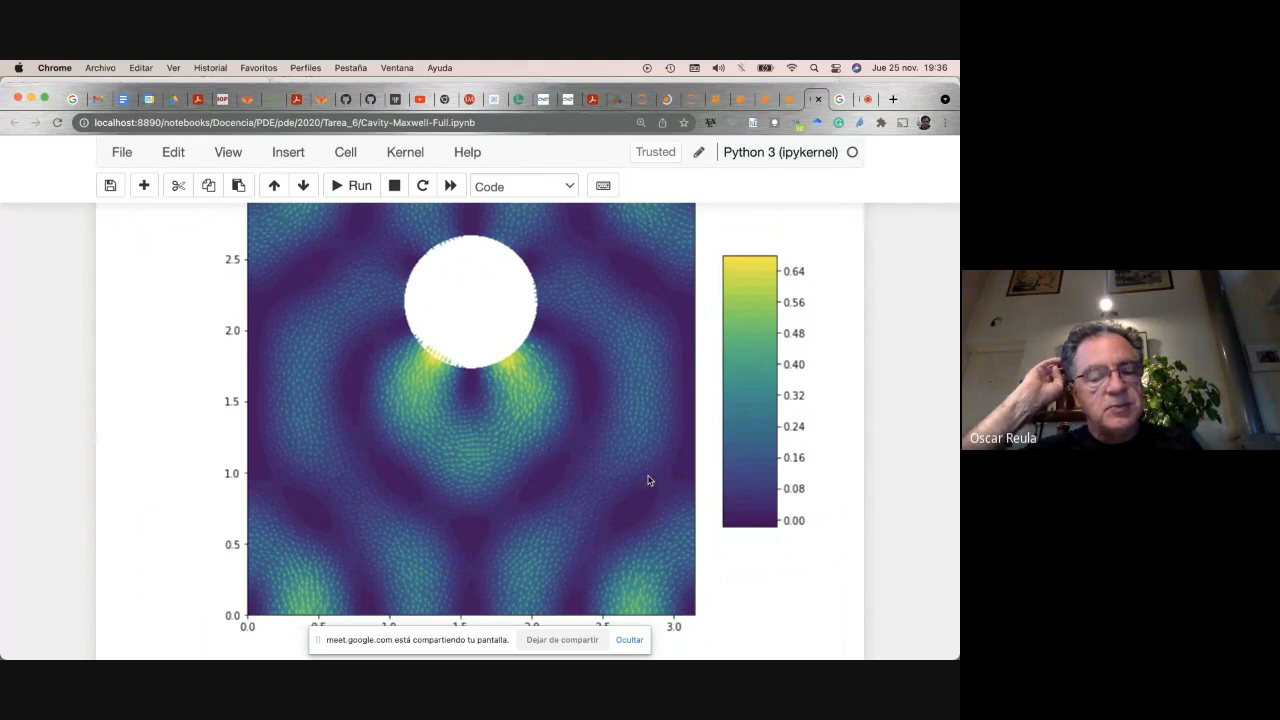 Chrome Archivo Editar Ver Historial Favoritos Perfiles Pestaña Ventana Ayuda Jue 25 nov. 19:36
localhost:8890/notebooks/Docencia/PDE/pde/2020/Tarea_6/Cavity-Maxwell-Full.ipynb
File Edit View Insert Cell Kernel Help Trusted Python 3 (ipykernel)
Run Code
2.5
2.0
1.5
1.0
0.5
0.0
0.0 0.5 1.0 1.5 2.0 2.5 3.0
0.64
0.56
0.48
0.40
0.32
0.24
0.16
0.08
0.00
meet.google.com está compartiendo tu pantalla. Dejar de compartir Ocultar
Oscar Reula